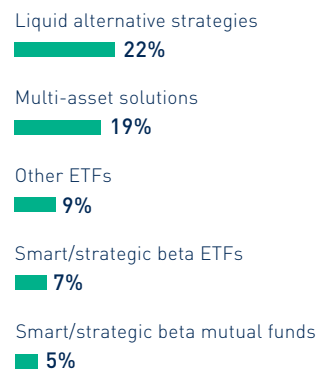 Liquid alternative strategies
22%
Multi-asset solutions
19%
Other ETFs
9%
Smart/strategic beta ETFs
7%
Smart/strategic beta mutual funds
5%